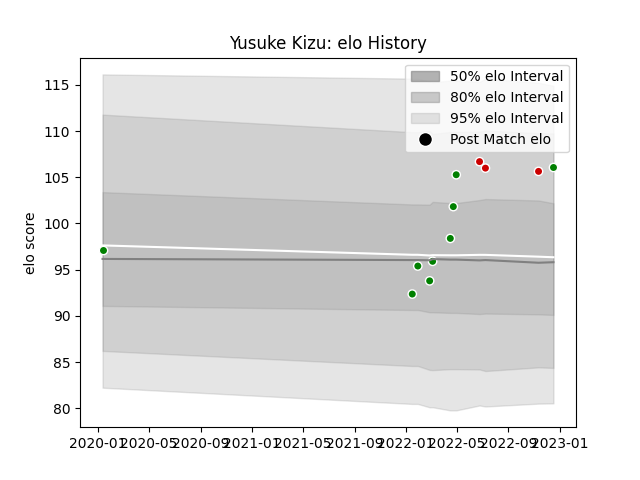 Yusuke Kizu: elo History
115
110
105
100
95
90
85
80
elo score
50% elo Interval
80% elo Interval
95% elo Interval
Post Match elo
2020-01 2020-05 2020-09 2021-01 2021-05 2021-09 2022-01 2022-05 2022-09 2023-01